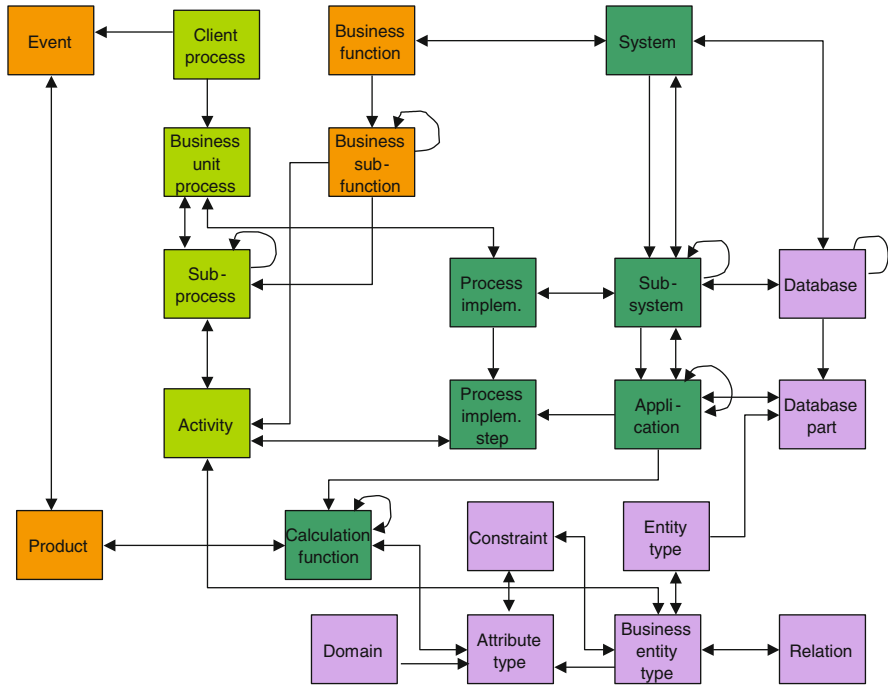 Event
Client
process
Business
function
System
Business
unit
process
Business
sub-
function
Sub-
process
Process
implem.
Sub-
system
Database
Activity
Process
implem.
step
Appli-
cation
Database
part
Product
Calculation
function
Constraint
Entity
type
Domain
Attribute
type
Business
entity
type
Relation